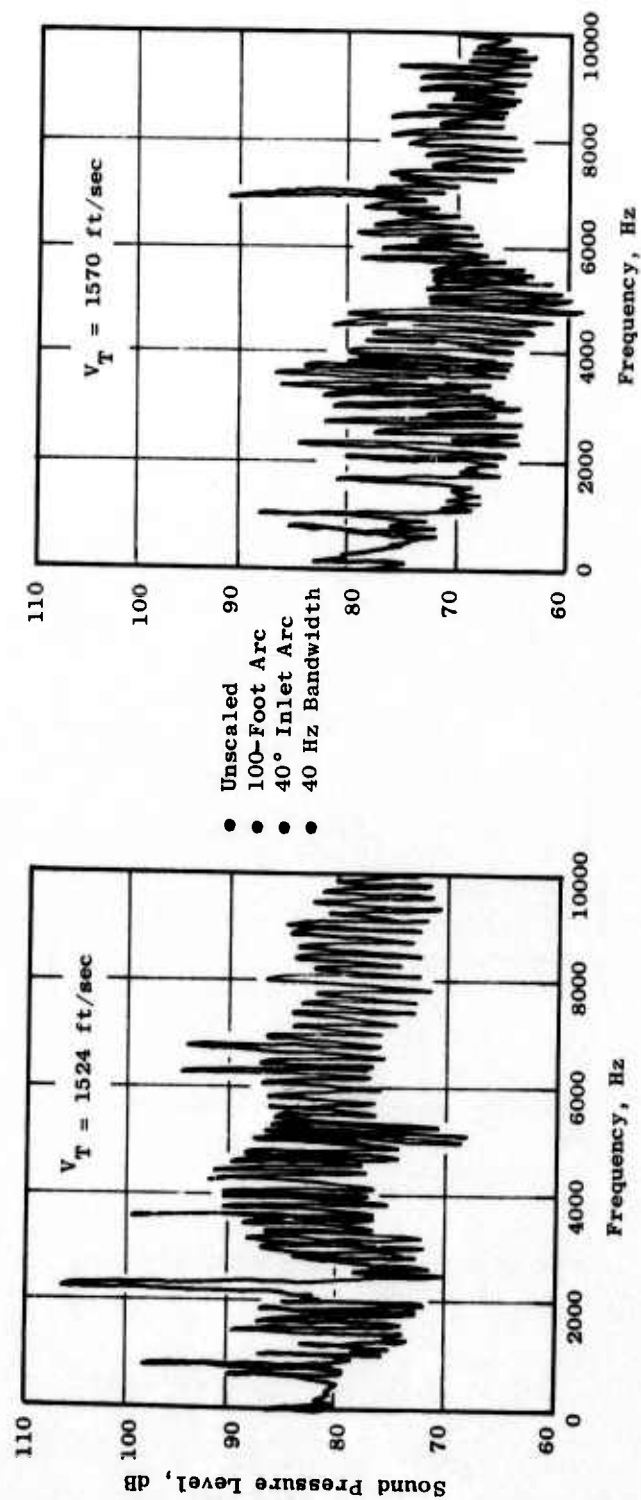 Sound Pressure Level, dB
110
100
90
80
70
60
V_T = 1524 ft/sec
0
2000
4000
6000
8000
10000
Frequency, Hz
● Unscaled
● 100-Foot Arc
● 40° Inlet Arc
● 40 Hz Bandwidth
110
100
90
80
70
60
V_T = 1570 ft/sec
0
2000
4000
6000
8000
10000
Frequency, Hz